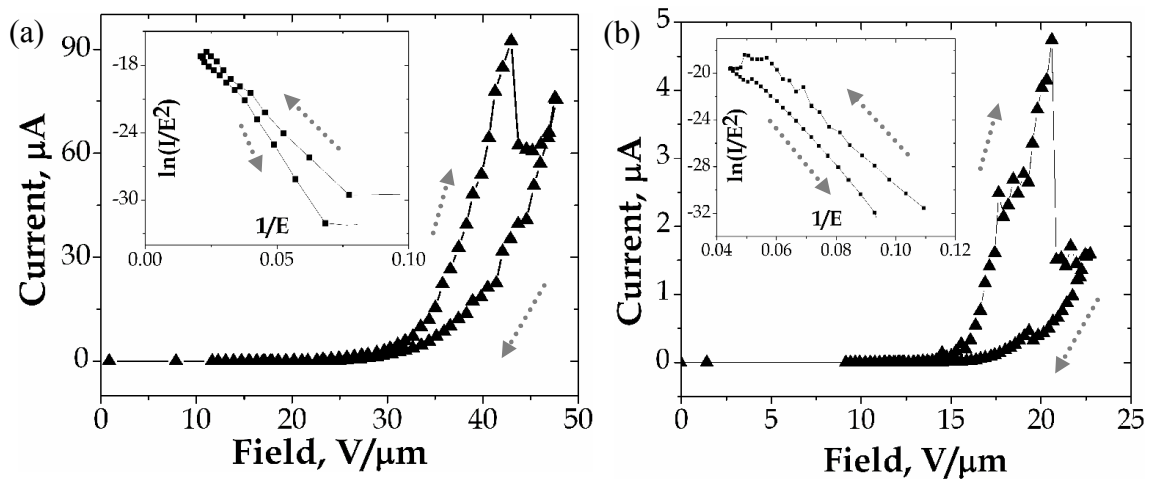 (a)
Current, µA
90
60
30
0
0 10 20 30 40 50
Field, V/µm
ln(I/E²)
-18
-24
-30
0.00 0.05 0.10
1/E
(b)
Current, µA
5
4
3
2
1
0
0 5 10 15 20 25
Field, V/µm
ln(I/E²)
-20
-24
-28
-32
0.04 0.06 0.08 0.10 0.12
1/E